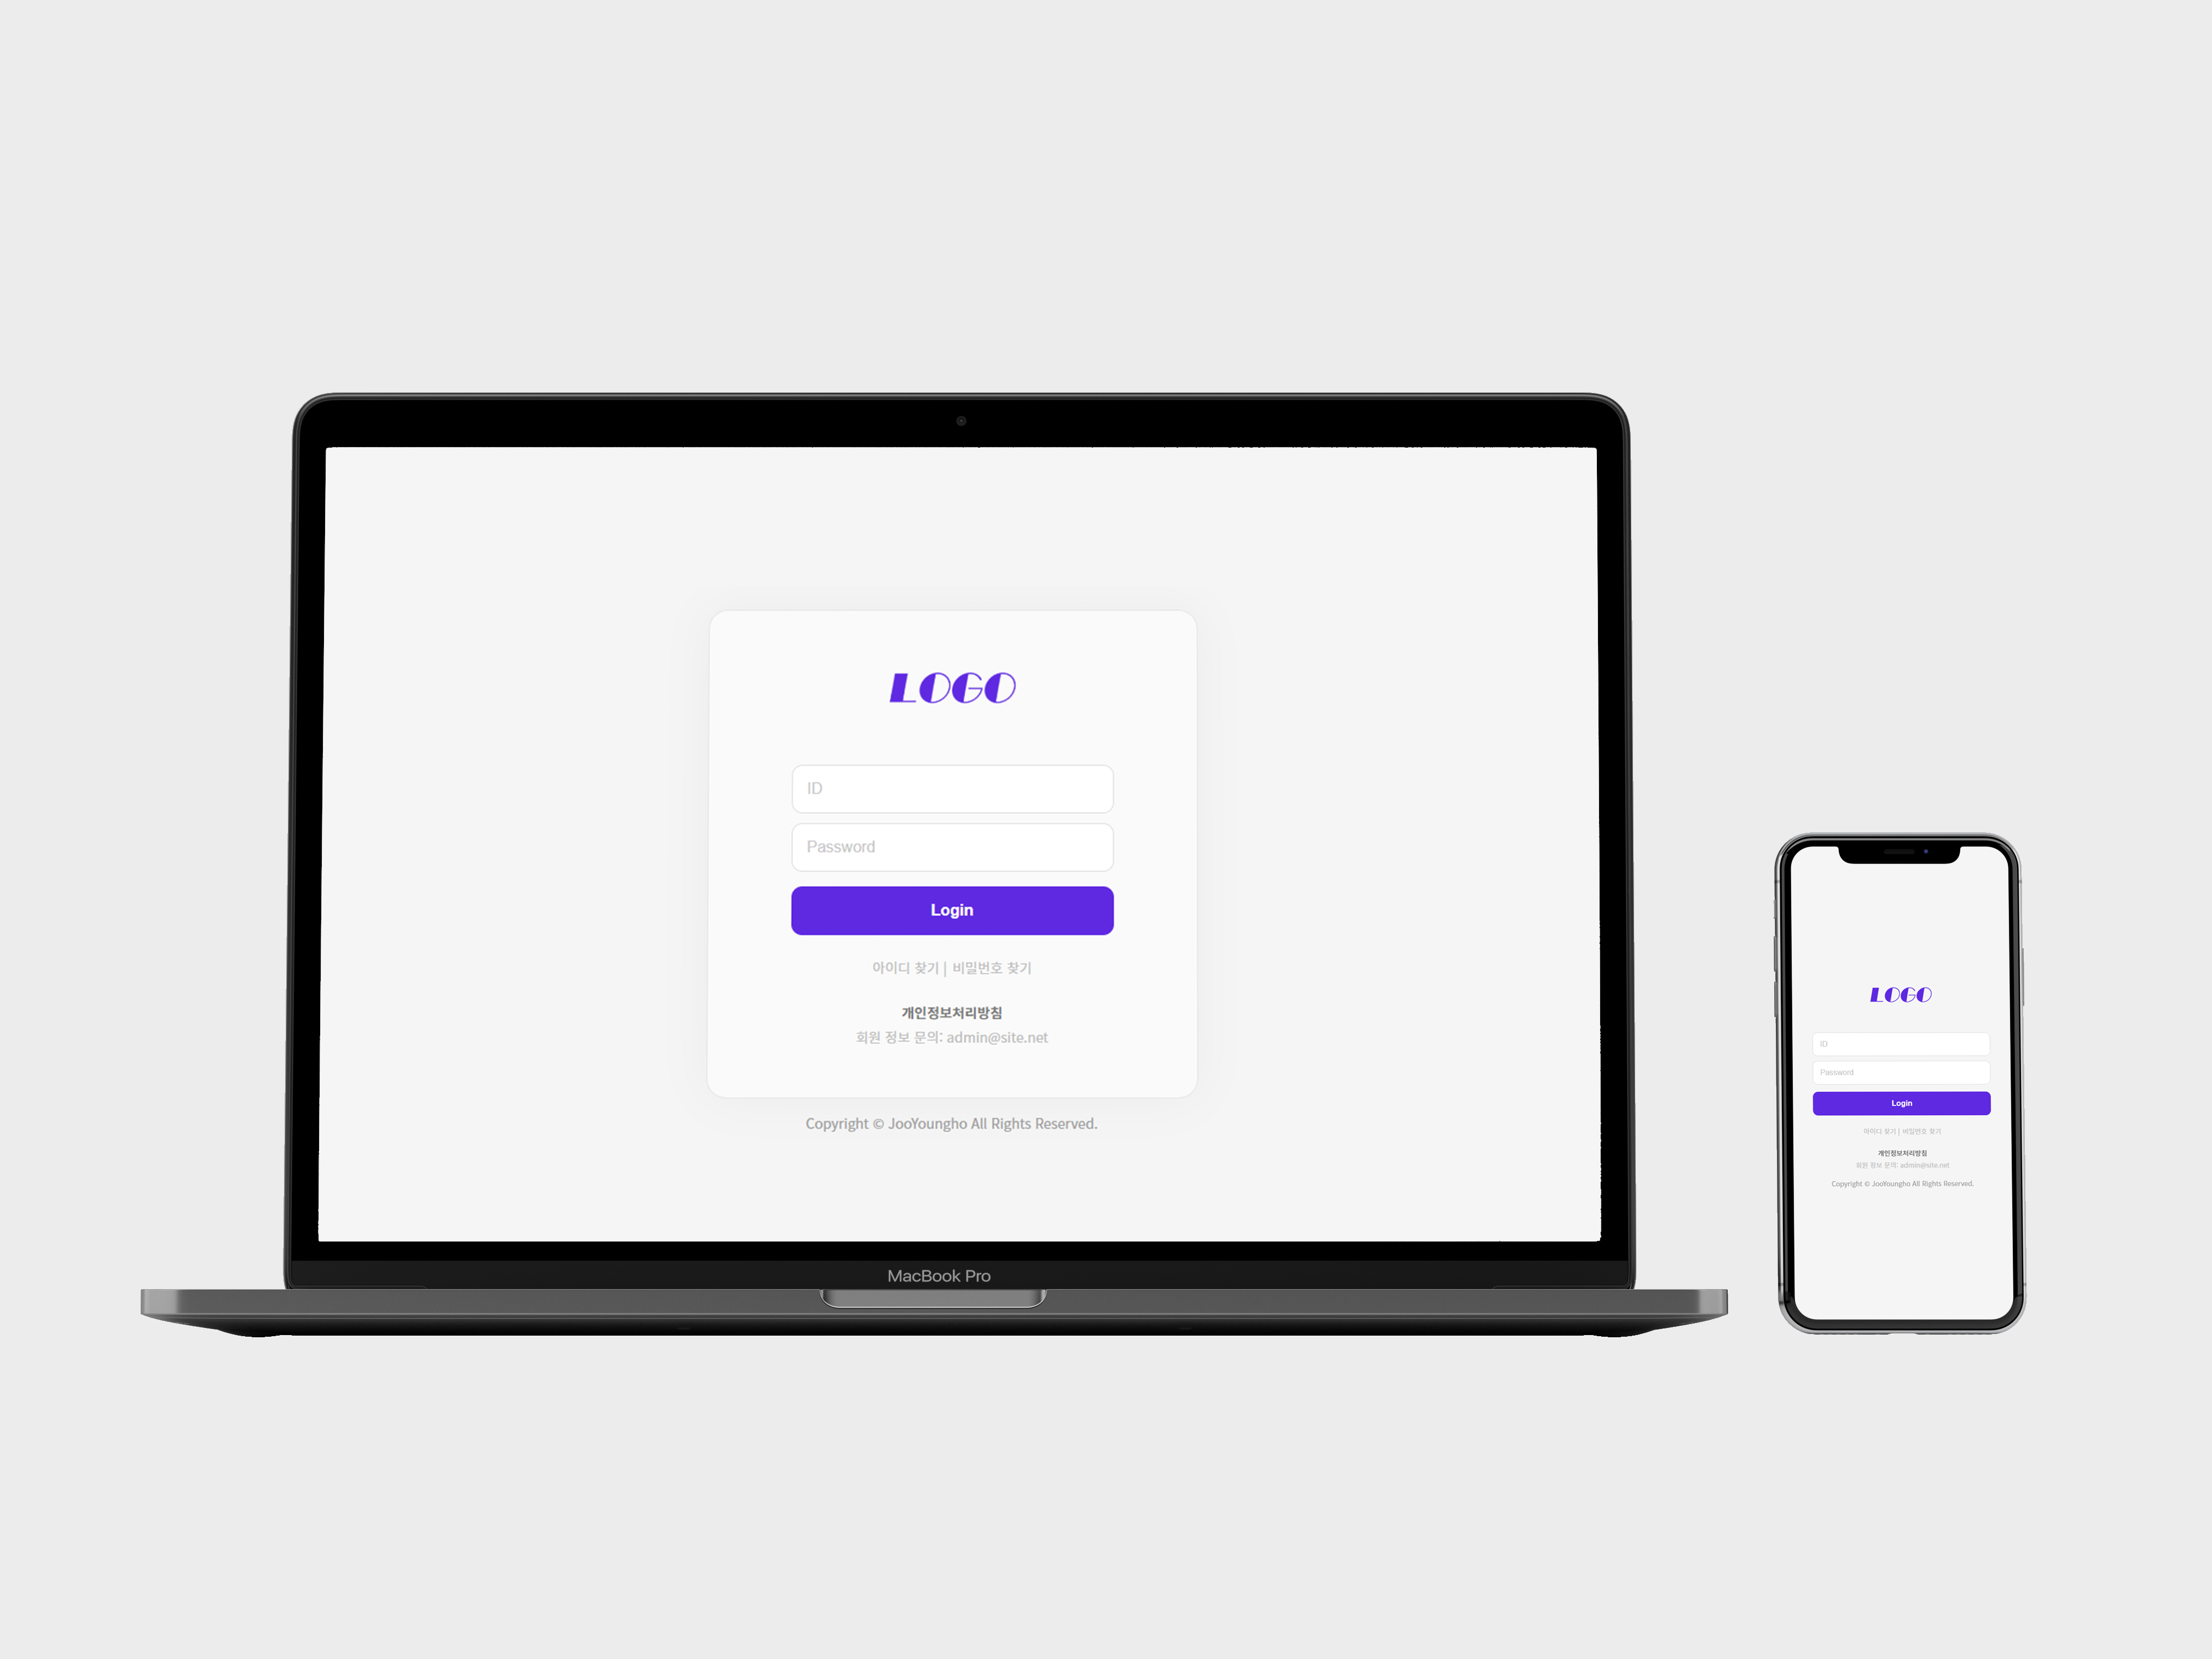 LOGO
ID
Password
Login
아이디 찾기 | 비밀번호 찾기
개인정보처리방침
회원 정보 문의: admin@site.net
Copyright © JooYoungho All Rights Reserved.
MacBook Pro
LOGO
ID
Password
Login
아이디 찾기 | 비밀번호 찾기
개인정보처리방침
회원 정보 문의: admin@site.net
Copyright © JooYoungho All Rights Reserved.